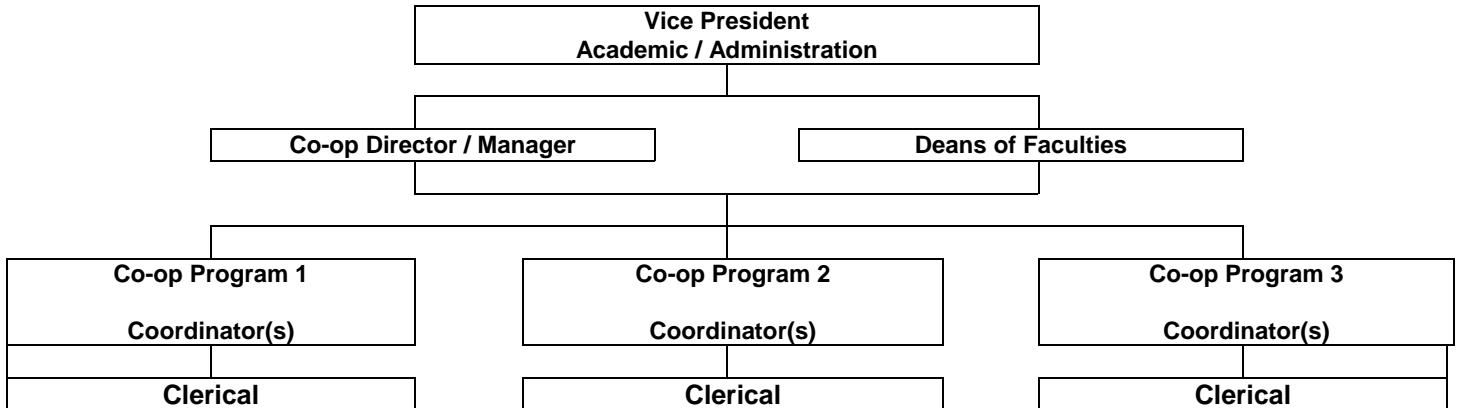 Vice President
Academic / Administration
Co-op Director / Manager
Deans of Faculties
Co-op Program 1
Coordinator(s)
Co-op Program 2
Coordinator(s)
Co-op Program 3
Coordinator(s)
Clerical
Clerical
Clerical